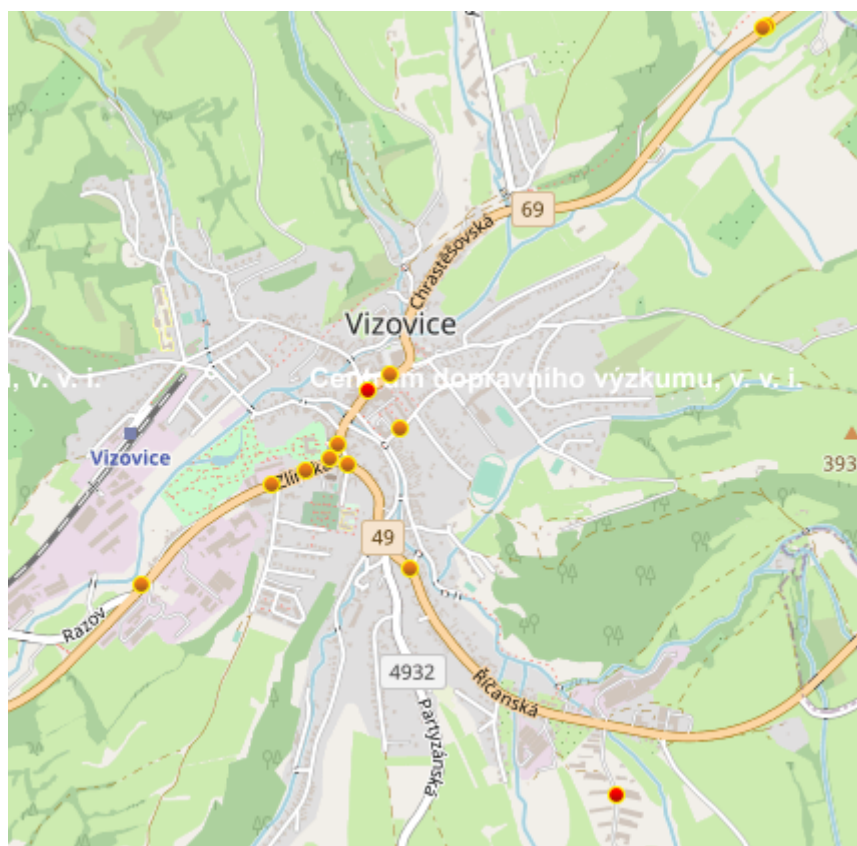 69
Chrastěšovská
Vizovice
, v. v. i.
Centrum dopravního výzkumu, v. v. i.
Vizovice
393
Zlínská
49
Razov
4932
Říčanská
Partyzánská